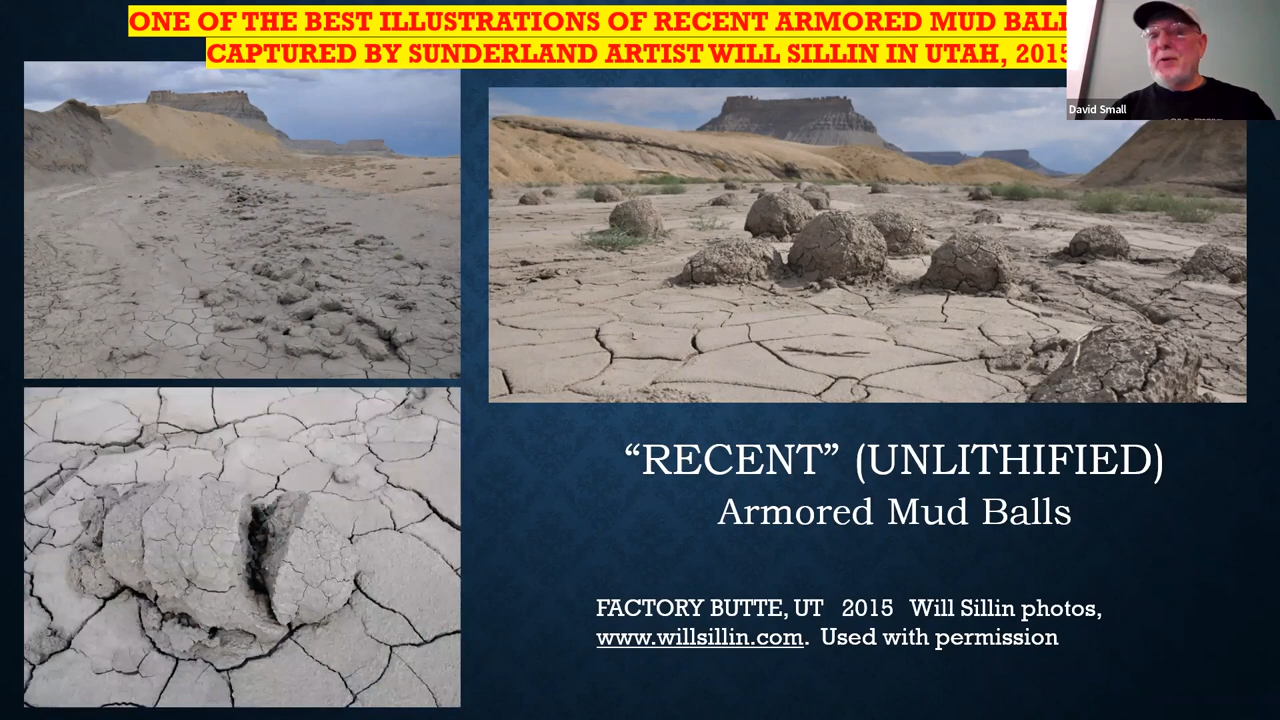 ONE OF THE BEST ILLUSTRATIONS OF RECENT ARMORED MUD BAL
CAPTURED BY SUNDERLAND ARTIST WILL SILLIN IN UTAH, 2015
David Small
“RECENT” (UNLITHIFIED)
Armored Mud Balls
FACTORY BUTTE, UT 2015 Will Sillin photos,
www.willsillin.com. Used with permission